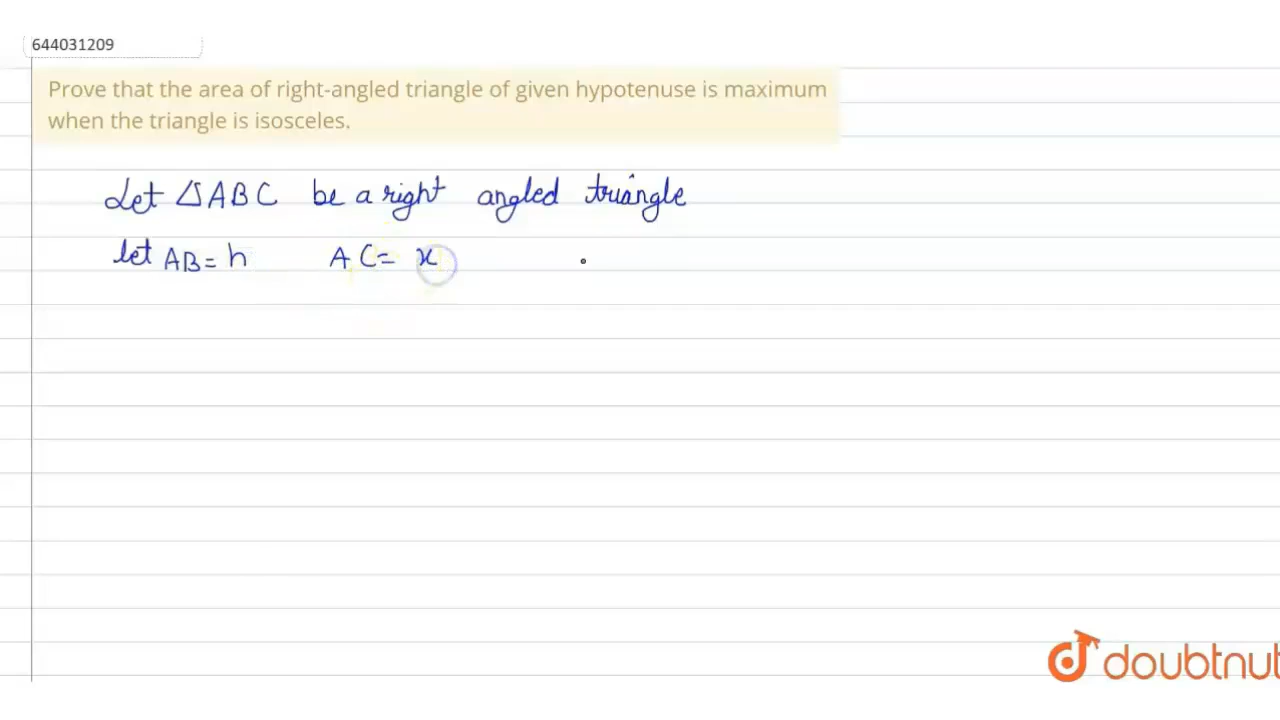 644031209
Prove that the area of right-angled triangle of given hypotenuse is maximum
when the triangle is isosceles.
Let △ABC be a right angled triangle
let AB = h AC = x
doubtnut